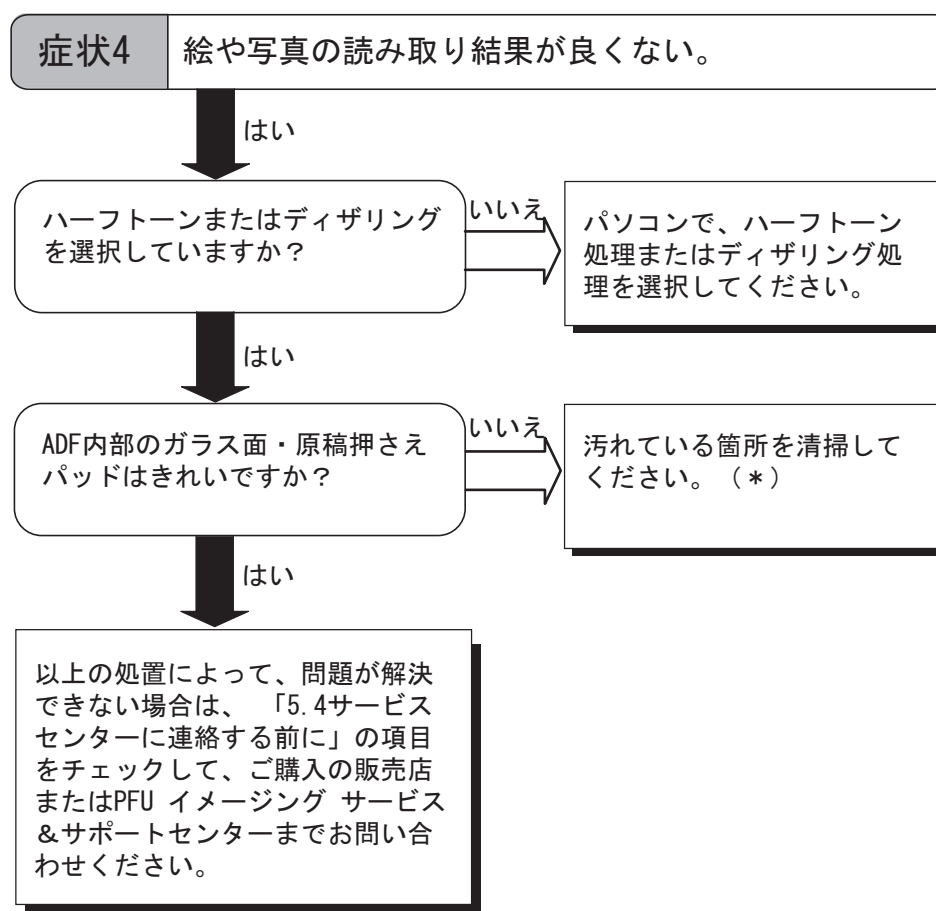 症状4
絵や写真の読み取り結果が良くない。
はい
ハーフトーンまたはディザリング
を選択していますか？
いいえ
パソコンで、ハーフトーン
処理またはディザリング処
理を選択してください。
はい
ADF内部のガラス面・原稿押さえ
パッドはきれいですか？
いいえ
汚れている箇所を清掃して
ください。（＊）
はい
以上の処置によって、問題が解決
できない場合は、 「5.4サービス
センターに連絡する前に」の項目
をチェックして、ご購入の販売店
またはPFU イメージング サービス
＆サポートセンターまでお問い合
わせください。